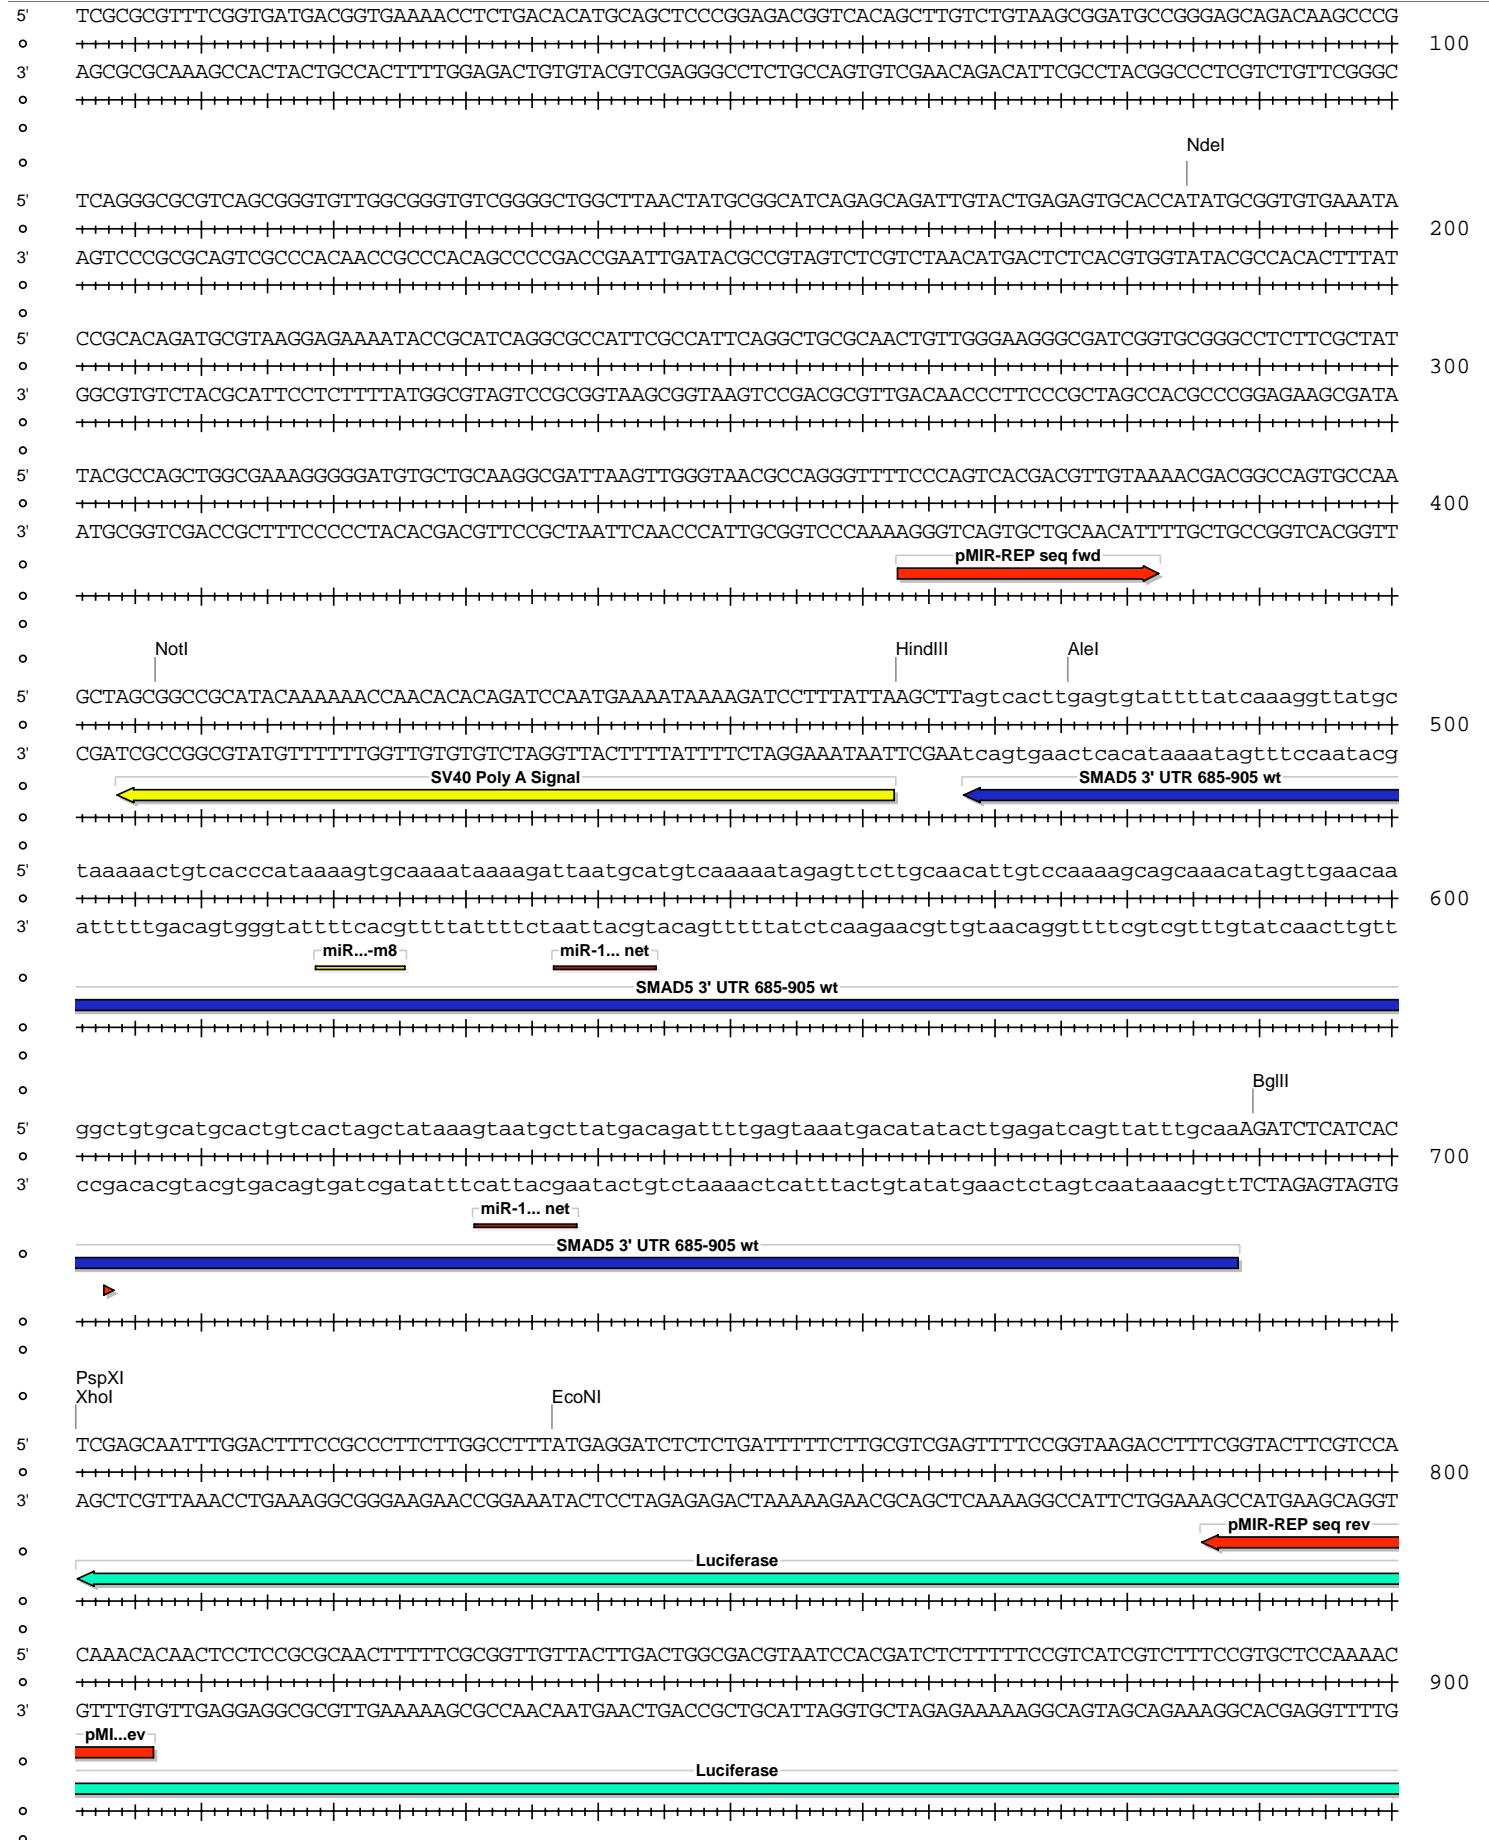 5' TCGCGCGTTTCGGTGATGACGGTGAAAACCTCTGACACATGCAGCTCCCGGAGACGGTCACAGCTTGTCTGTAAGCGGATGCCGGGAGCAGACAAGCCCG
100
3' AGCGCGCAAAGCCACTACTGCCACTTTTGGAGACTGTGTACGTCGAGGGCCTCTGCCAGTGTCGAACAGACATTCGCCTACGGCCCTCGTCTGTTCGGGC
NdeI
5' TCAGGGCGCGTCAGCGGGTGTTGGCGGGTGTCGGGGCTGGCTTAACTATGCGGCATCAGAGCAGATTGTACTGAGAGTGCACCATATGCGGTGTGAAATA
200
3' AGTCCCGCGCAGTCGCCCACAACCGCCCACAGCCCCGACCGAATTGATACGCCGTAGTCTCGTCTAACATGACTCTCACGTGGTATACGCCACACTTTAT
5' CCGCACAGATGCGTAAGGAGAAAATACCGCATCAGGCGCCATTCGCCATTCAGGCTGCGCAACTGTTGGGAAGGGCGATCGGTGCGGGCCTCTTCGCTAT
300
3' GGCGTGTCTACGCATTCCTCTTTTATGGCGTAGTCCGCGGTAAGCGGTAAGTCCGACGCGTTGACAACCCTTCCCGCTAGCCACGCCCGGAGAAGCGATA
5' TACGCCAGCTGGCGAAAGGGGGATGTGCTGCAAGGCGATTAAGTTGGGTAACGCCAGGGTTTTCCCAGTCACGACGTTGTAAAACGACGGCCAGTGCCAA
400
3' ATGCGGTCGACCGCTTTCCCCCTACACGACGTTCCGCTAATTCAACCCATTGCGGTCCCAAAAGGGTCAGTGCTGCAACATTTTGCTGCCGGTCACGGTT
pMIR-REP seq fwd
NotI HindIII AleI
5' GCTAGCGGCCGCATACAAAAAACCAACACACAGATCCAATGAAAATAAAAGATCCTTTATTAAGCTTagtcacttgagtgtattttatcaaaggttatgc
500
3' CGATCGCCGGCGTATGTTTTTTGGTTGTGTGTCTAGGTTACTTTTATTTTCTAGGAAATAATTCGAAtcagtgaactcacataaaatagtttccaatacg
SV40 Poly A Signal SMAD5 3' UTR 685-905 wt
5' taaaaactgtcacccataaaagtgcaaaataaaagattaatgcatgtcaaaaatagagttcttgcaacattgtccaaaagcagcaaacatagttgaacaa
600
3' atttttgacagtgggtattttcacgttttattttctaattacgtacagtttttatctcaagaacgttgtaacaggttttcgtcgtttgtatcaacttgtt
miR...-m8 miR-1... net
SMAD5 3' UTR 685-905 wt
BglII
5' ggctgtgcatgcactgtcactagctataaagtaatgcttatgacagattttgagtaaatgacatatacttgagatcagttatttgcaaAGATCTCATCAC
700
3' ccgacacgtacgtgacagtgatcgatatttcattacgaatactgtctaaaactcatttactgtatatgaactctagtcaataaacgttTCTAGAGTAGTG
miR-1... net
SMAD5 3' UTR 685-905 wt
PspXI
XhoI EcoNI
5' TCGAGCAATTTGGACTTTCCGCCCTTCTTGGCCTTTATGAGGATCTCTCTGATTTTTCTTGCGTCGAGTTTTCCGGTAAGACCTTTCGGTACTTCGTCCA
800
3' AGCTCGTTAAACCTGAAAGGCGGGAAGAACCGGAAATACTCCTAGAGAGACTAAAAAGAACGCAGCTCAAAAGGCCATTCTGGAAAGCCATGAAGCAGGT
pMIR-REP seq rev
Luciferase
5' CAAACACAACTCCTCCGCGCAACTTTTTCGCGGTTGTTACTTGACTGGCGACGTAATCCACGATCTCTTTTTCCGTCATCGTCTTTCCGTGCTCCAAAAC
900
3' GTTTGTGTTGAGGAGGCGCGTTGAAAAAGCGCCAACAATGAACTGACCGCTGCATTAGGTGCTAGAGAAAAAGGCAGTAGCAGAAAGGCACGAGGTTTTG
pMI...ev
Luciferase